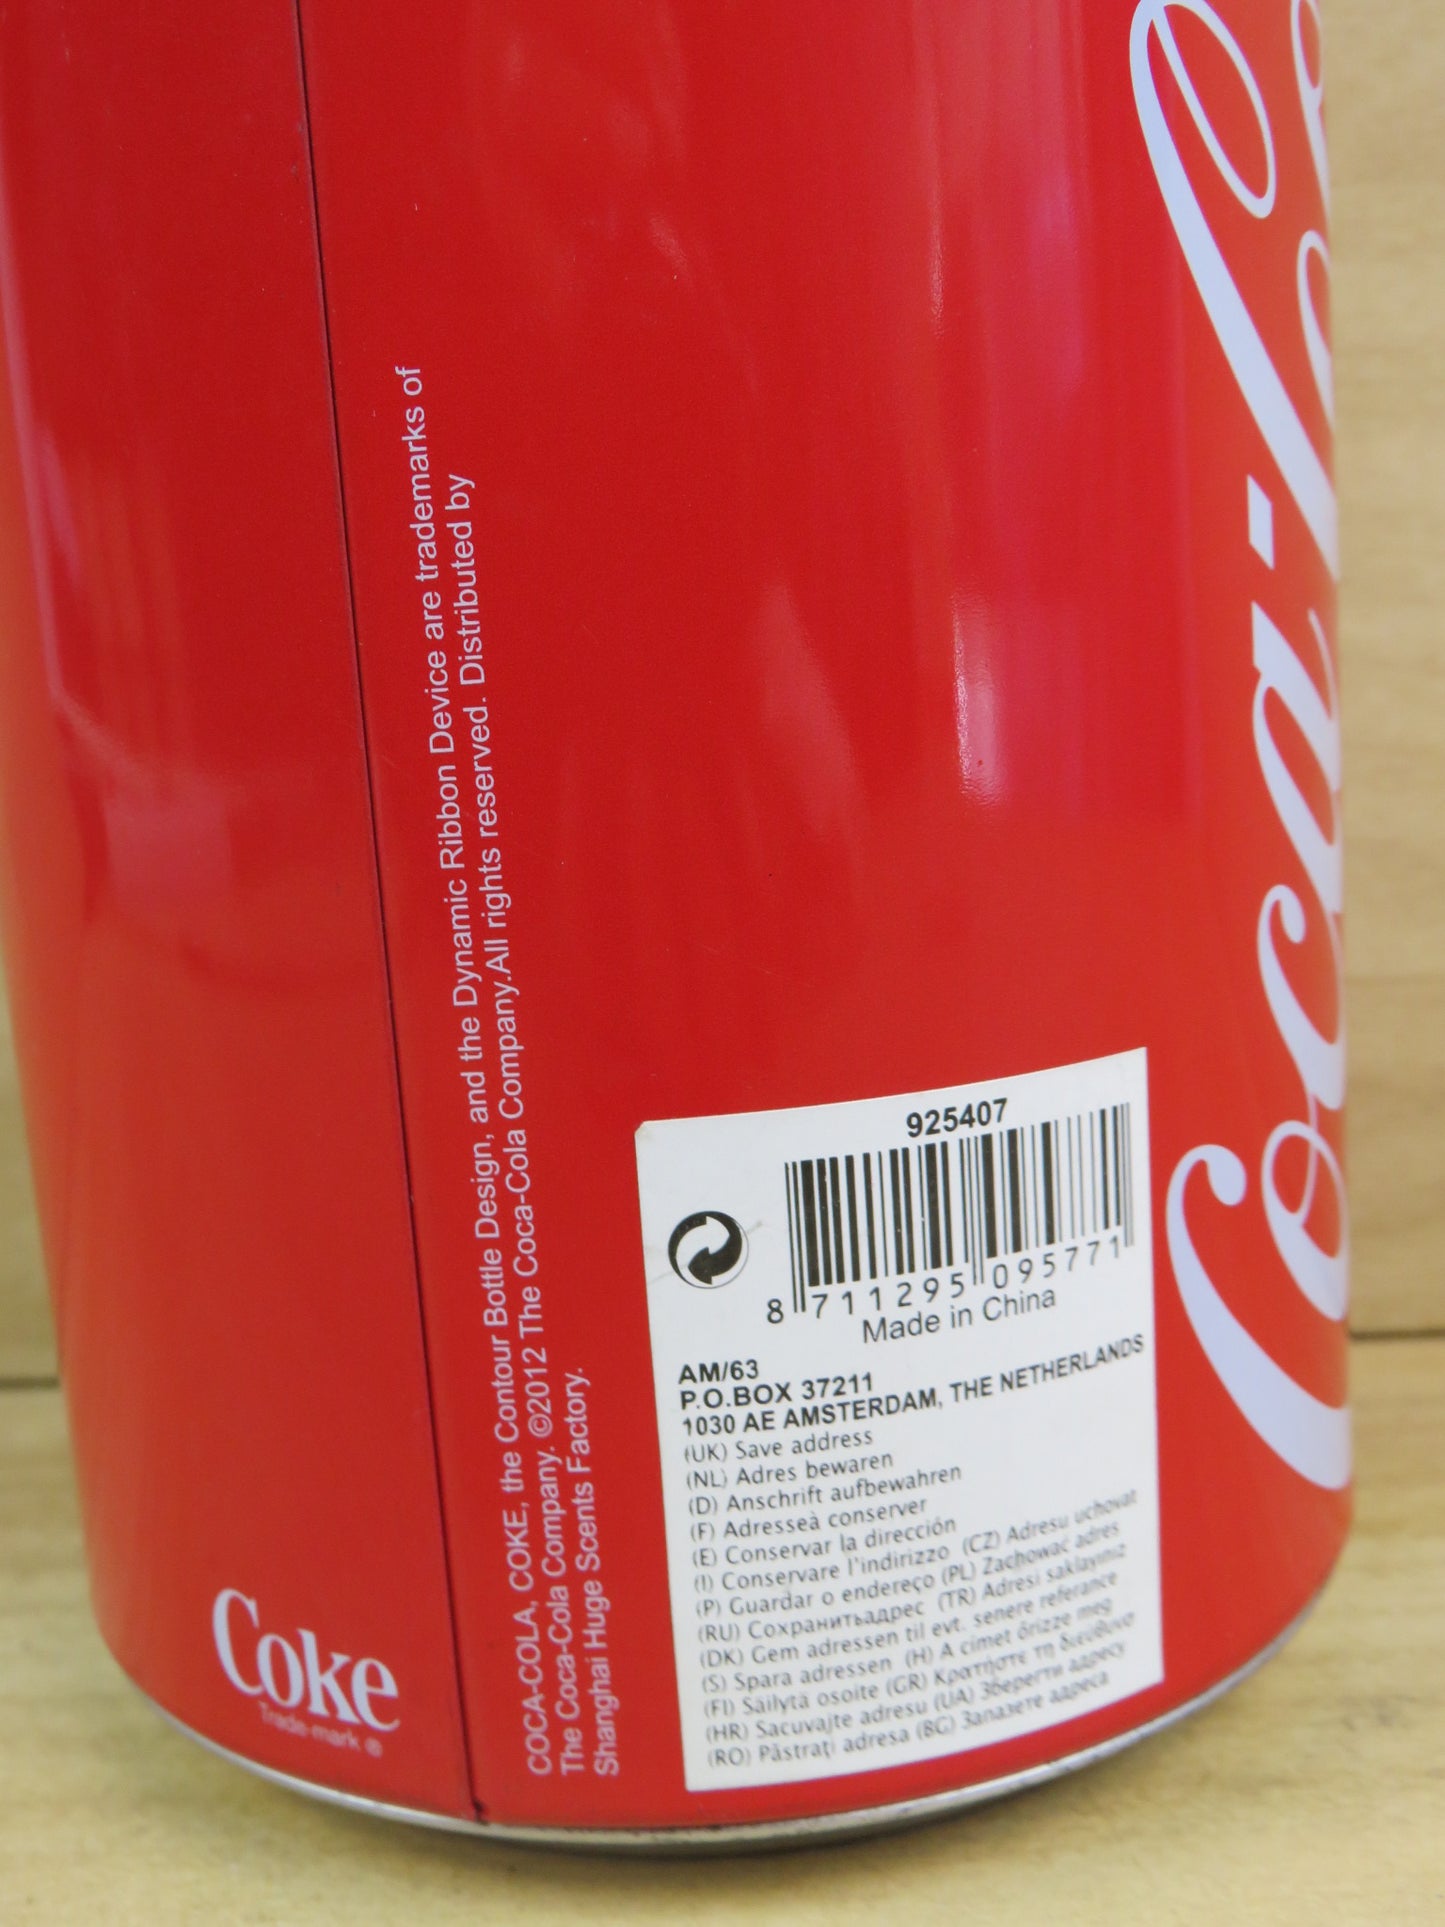 Coca-Cola
COCA-COLA, COKE, the Contour Bottle Design, and the Dynamic Ribbon Device are trademarks of
The Coca-Cola Company. ©2012 The Coca-Cola Company.All rights reserved. Distributed by
Shanghai Huge Scents Factory.
Coke
Trade-mark ®
925407
8 711295 095771
Made in China
AM/63
P.O.BOX 37211
1030 AE AMSTERDAM, THE NETHERLANDS
(UK) Save address
(NL) Adres bewaren
(D) Anschrift aufbewahren
(F) Adresseà conserver
(E) Conservar la dirección
(I) Conservare l'indirizzo (CZ) Adresu uchovat
(P) Guardar o endereço (PL) Zachować adres
(RU) Сохранитьадрес (TR) Adresi saklayınız
(DK) Gem adressen til evt. senere referance
(S) Spara adressen (H) A cimet őrizze meg
(FI) Säilytä osoite (GR) Κρατήστε τη διεύθυνο
(HR) Sacuvajte adresu (UA) Зберегти адресу
(RO) Păstraţi adresa (BG) Запазете адреса